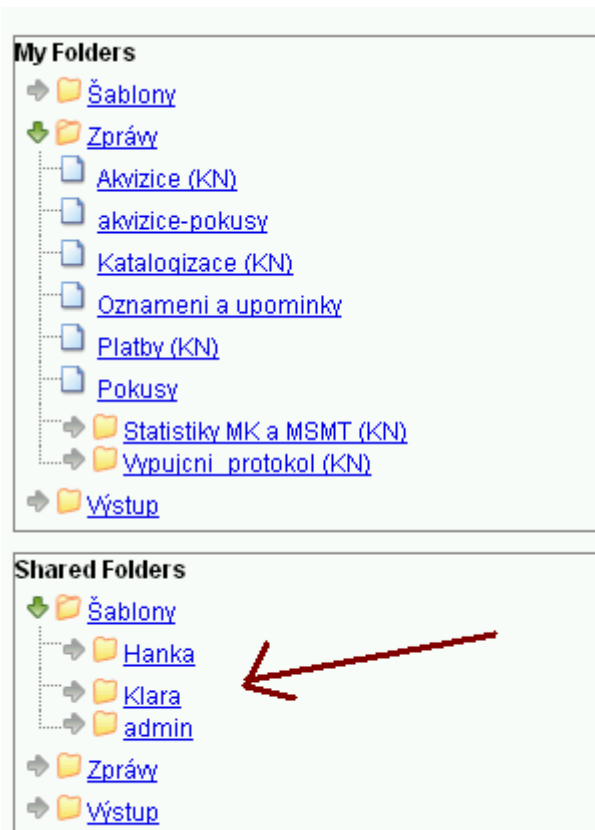 My Folders
Šablony
Zprávy
Akvizice (KN)
akvizice-pokusy
Katalogizace (KN)
Oznameni a upominky
Platby (KN)
Pokusy
Statistiky MK a MSMT (KN)
Vypujcni_protokol (KN)
Výstup
Shared Folders
Šablony
Hanka
Klara
admin
Zprávy
Výstup